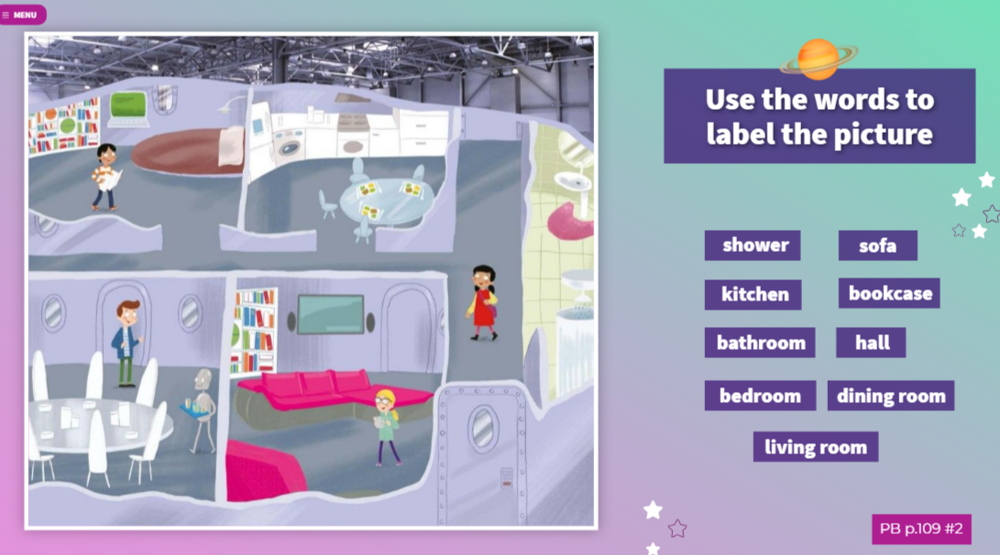 MENU
Use the words to
label the picture
shower
sofa
kitchen
bookcase
bathroom
hall
bedroom
dining room
living room
PB p.109 #2